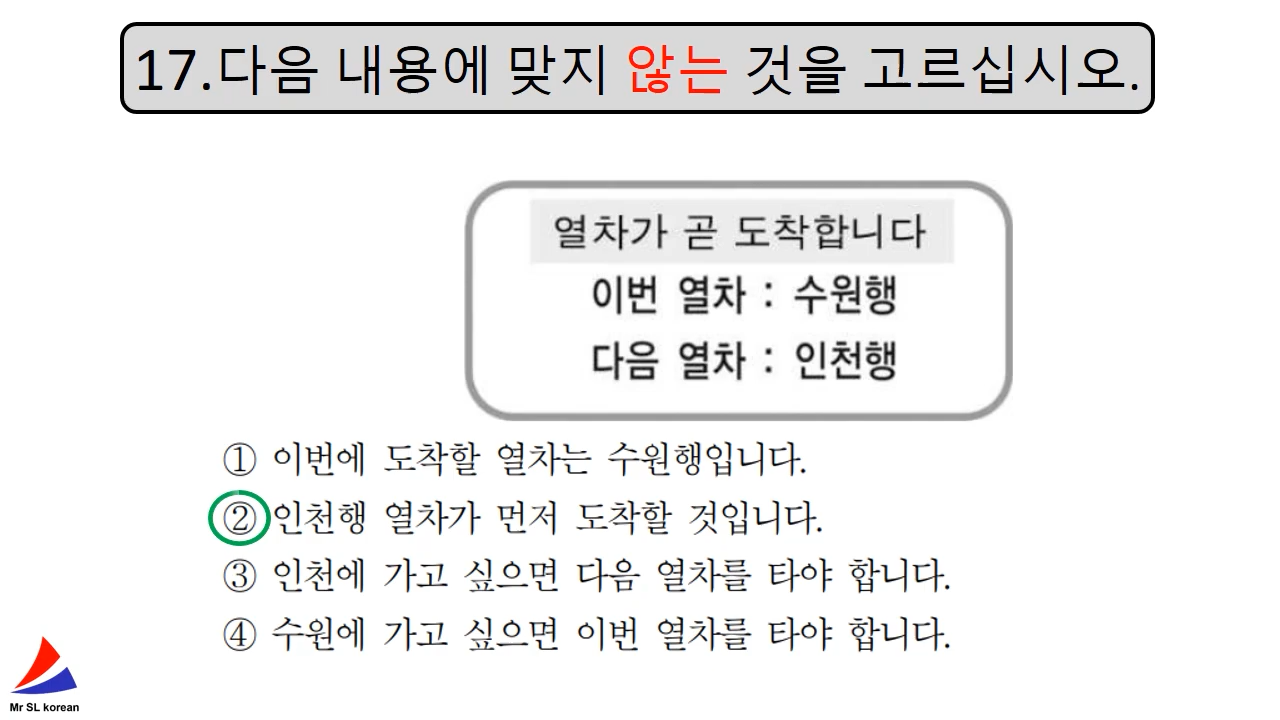 17.다음 내용에 맞지 않는 것을 고르십시오.
열차가 곧 도착합니다
이번 열차 : 수원행
다음 열차 : 인천행
① 이번에 도착할 열차는 수원행입니다.
② 인천행 열차가 먼저 도착할 것입니다.
③ 인천에 가고 싶으면 다음 열차를 타야 합니다.
④ 수원에 가고 싶으면 이번 열차를 타야 합니다.
Mr SL korean